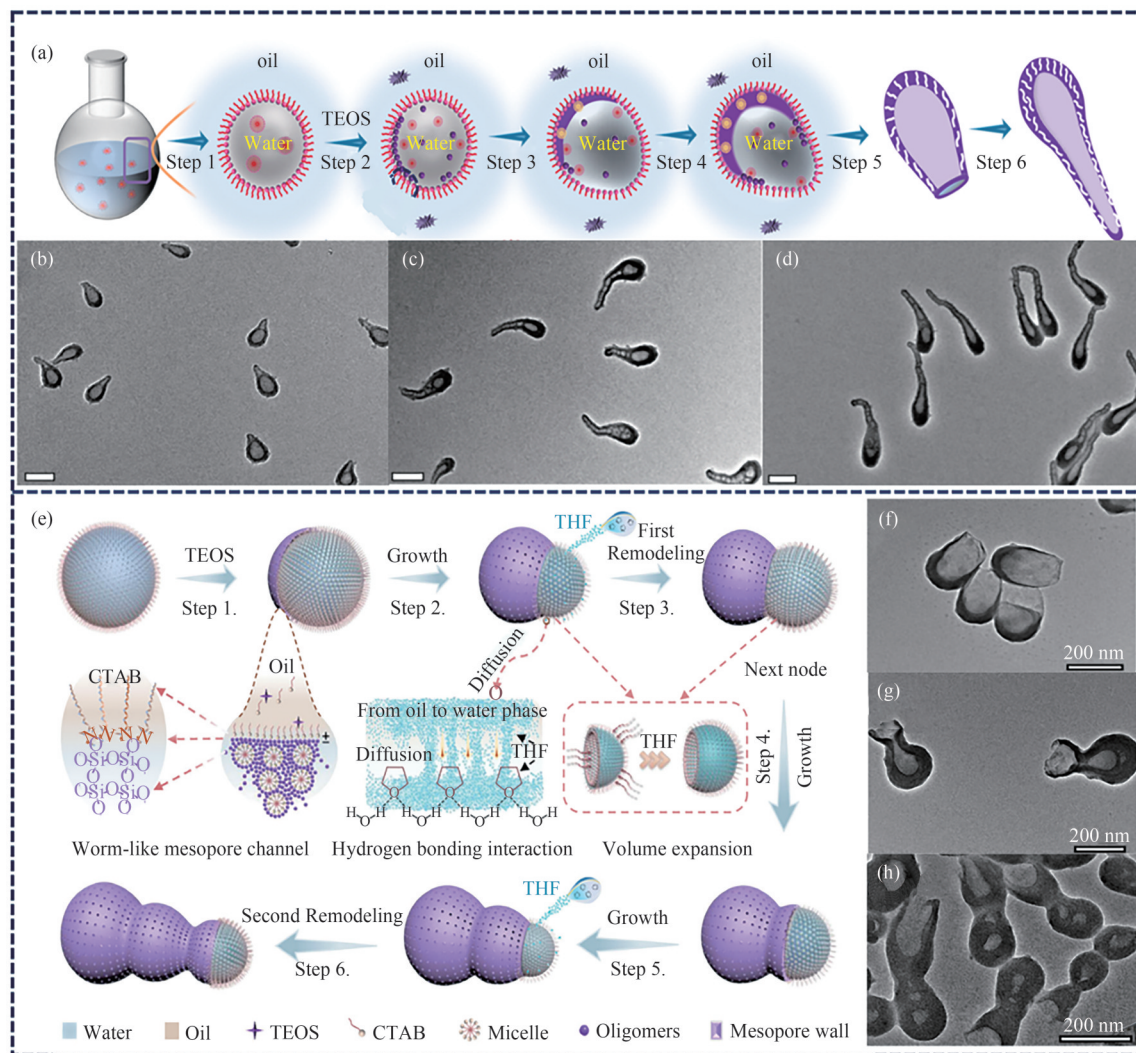 (a)
oil
oil
oil
oil
TEOS
Water
Water
Water
Water
Step 1
Step 2
Step 3
Step 4
Step 5
Step 6
(b)
(c)
(d)
(e)
TEOS
Step 1.
Growth
Step 2.
THF
First
Remodeling
Step 3.
(f)
200 nm
CTAB
N N N N
Oil
±
Diffusion
From oil to water phase
Diffusion
THF
THF
Next node
Step 4.
Growth
(g)
200 nm
Worm-like mesopore channel
Hydrogen bonding interaction
Volume expansion
Second Remodeling
Step 6.
THF
Growth
Step 5.
(h)
200 nm
Water
Oil
TEOS
CTAB
Micelle
Oligomers
Mesopore wall